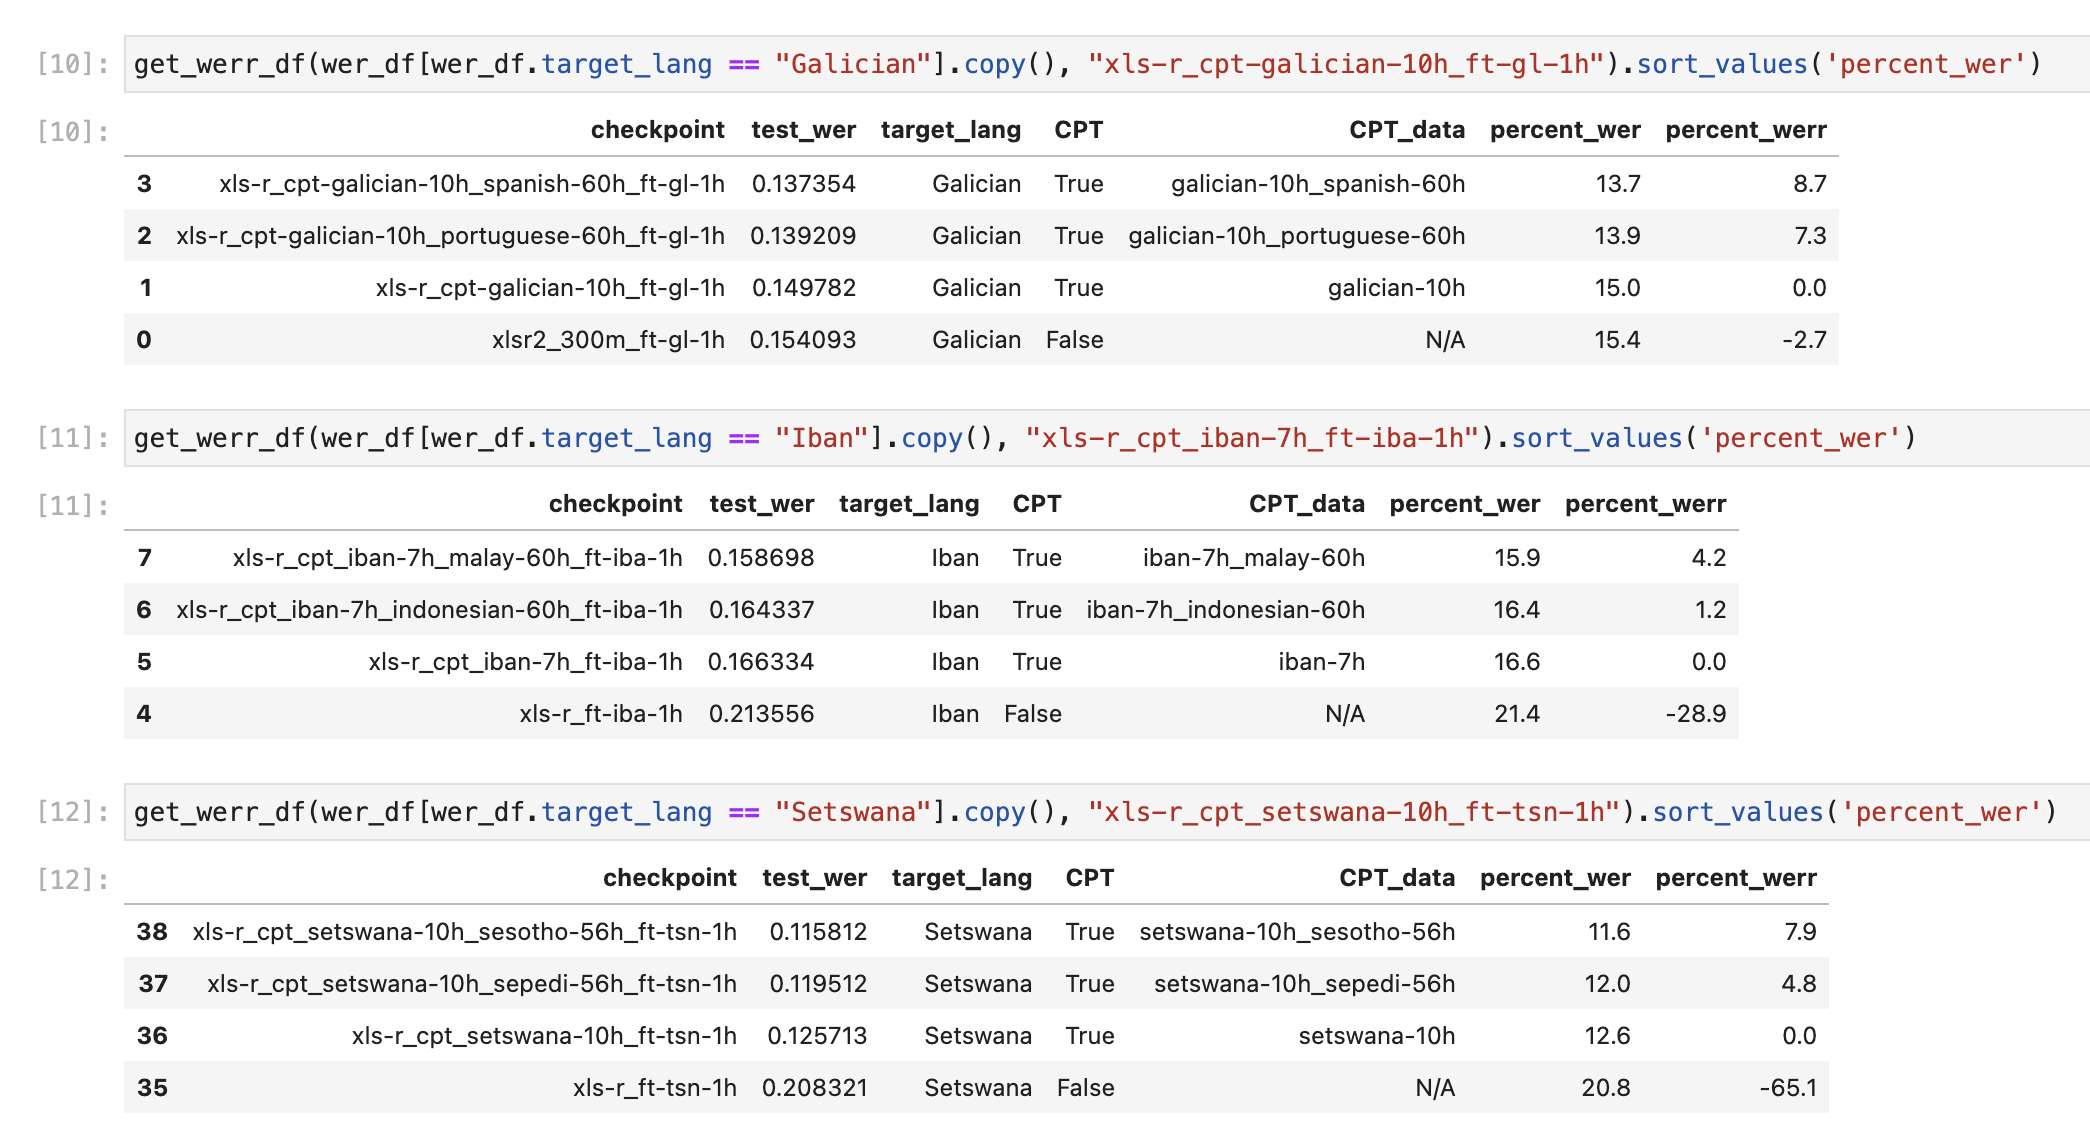 [10]: get_werr_df(wer_df[wer_df.target_lang == "Galician"].copy(), "xls-r_cpt-galician-10h_ft-gl-1h").sort_values('percent_wer')
[10]: checkpoint test_wer target_lang CPT CPT_data percent_wer percent_werr
3 xls-r_cpt-galician-10h_spanish-60h_ft-gl-1h 0.137354 Galician True galician-10h_spanish-60h 13.7 8.7
2 xls-r_cpt-galician-10h_portuguese-60h_ft-gl-1h 0.139209 Galician True galician-10h_portuguese-60h 13.9 7.3
1 xls-r_cpt-galician-10h_ft-gl-1h 0.149782 Galician True galician-10h 15.0 0.0
0 xlsr2_300m_ft-gl-1h 0.154093 Galician False N/A 15.4 -2.7
[11]: get_werr_df(wer_df[wer_df.target_lang == "Iban"].copy(), "xls-r_cpt_iban-7h_ft-iba-1h").sort_values('percent_wer')
[11]: checkpoint test_wer target_lang CPT CPT_data percent_wer percent_werr
7 xls-r_cpt_iban-7h_malay-60h_ft-iba-1h 0.158698 Iban True iban-7h_malay-60h 15.9 4.2
6 xls-r_cpt_iban-7h_indonesian-60h_ft-iba-1h 0.164337 Iban True iban-7h_indonesian-60h 16.4 1.2
5 xls-r_cpt_iban-7h_ft-iba-1h 0.166334 Iban True iban-7h 16.6 0.0
4 xls-r_ft-iba-1h 0.213556 Iban False N/A 21.4 -28.9
[12]: get_werr_df(wer_df[wer_df.target_lang == "Setswana"].copy(), "xls-r_cpt_setswana-10h_ft-tsn-1h").sort_values('percent_wer')
[12]: checkpoint test_wer target_lang CPT CPT_data percent_wer percent_werr
38 xls-r_cpt_setswana-10h_sesotho-56h_ft-tsn-1h 0.115812 Setswana True setswana-10h_sesotho-56h 11.6 7.9
37 xls-r_cpt_setswana-10h_sepedi-56h_ft-tsn-1h 0.119512 Setswana True setswana-10h_sepedi-56h 12.0 4.8
36 xls-r_cpt_setswana-10h_ft-tsn-1h 0.125713 Setswana True setswana-10h 12.6 0.0
35 xls-r_ft-tsn-1h 0.208321 Setswana False N/A 20.8 -65.1